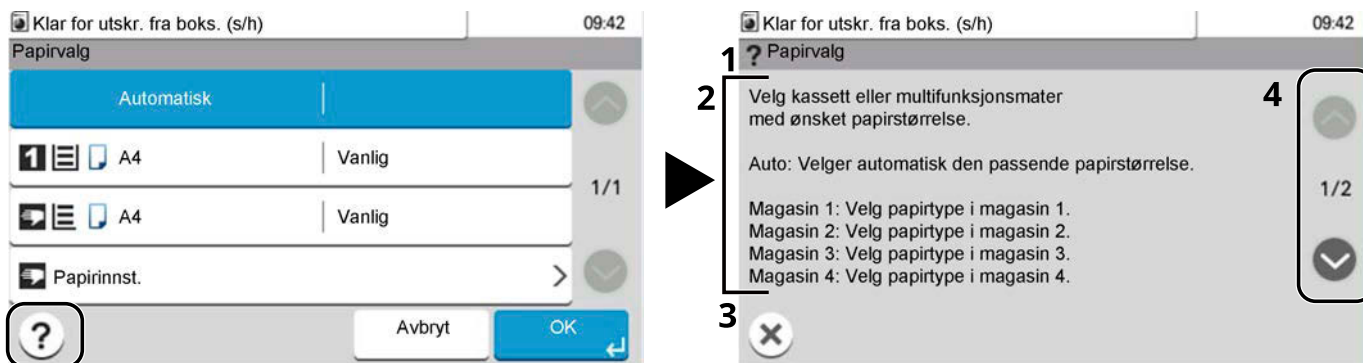 Klar for utskr. fra boks. (s/h)
09:42
Papirvalg
Automatisk
1 A4 Vanlig
A4 Vanlig
1/1
Papirinnst.
?
Avbryt
OK
Klar for utskr. fra boks. (s/h)
09:42
1
? Papirvalg
2
Velg kassett eller multifunksjonsmater
med ønsket papirstørrelse.
Auto: Velger automatisk den passende papirstørrelse.
Magasin 1: Velg papirtype i magasin 1.
Magasin 2: Velg papirtype i magasin 2.
Magasin 3: Velg papirtype i magasin 3.
Magasin 4: Velg papirtype i magasin 4.
4
1/2
3